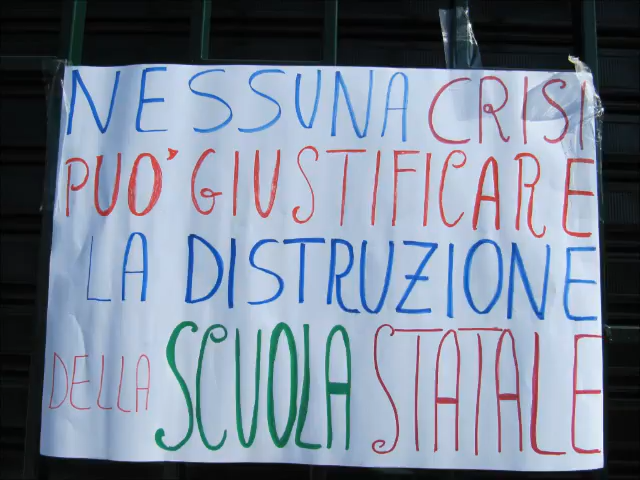 NESSUNA CRISI
PUO' GIUSTIFICARE
LA DISTRUZIONE
DELLA SCUOLA STATALE